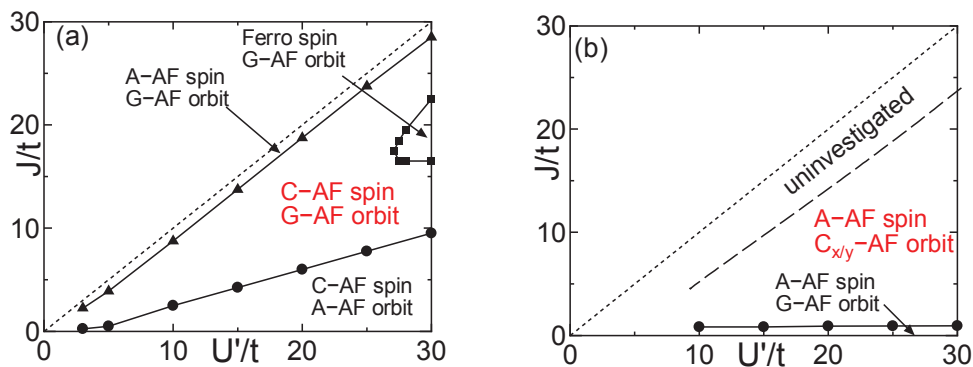 (a)
Ferro spin
G-AF orbit
A-AF spin
G-AF orbit
C-AF spin
G-AF orbit
C-AF spin
A-AF orbit
J/t
30
20
10
0
0
10
20
30
U'/t
(b)
uninvestigated
A-AF spin
Cx/y-AF orbit
A-AF spin
G-AF orbit
J/t
30
20
10
0
0
10
20
30
U'/t